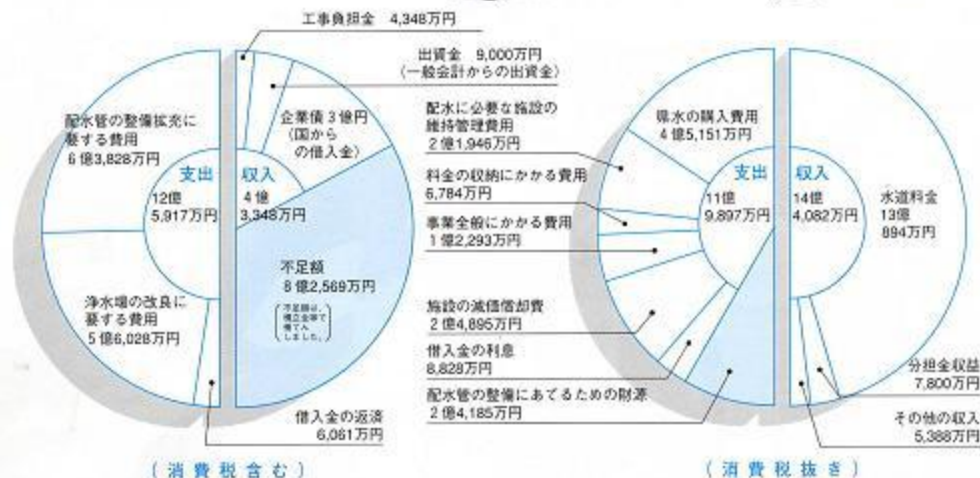 工事負担金 4,348万円
出資金 9,000万円
(一般会計からの出資金)
企業債3億円
(国から
の借入金)
配水管の整備拡充に
要する費用
6億3,828万円
支出
12億
5,917万円
収入
4億
3,348万円
不足額
8億2,569万円
不足額は、
積立金等で
補てん
しました。
浄水場の改良に
要する費用
5億6,028万円
借入金の返済
6,061万円
(消費税含む)
県水の購入費用
4億5,151万円
配水に必要な施設の
維持管理費用
2億1,946万円
料金の収納にかかる費用
6,784万円
事業全般にかかる費用
1億2,293万円
施設の減価償却費
2億4,895万円
借入金の利息
8,828万円
配水管の整備にあてるための財源
2億4,185万円
支出
11億
9,897万円
収入
14億
4,082万円
水道料金
13億
894万円
分担金収益
7,800万円
その他の収入
5,388万円
(消費税抜き)